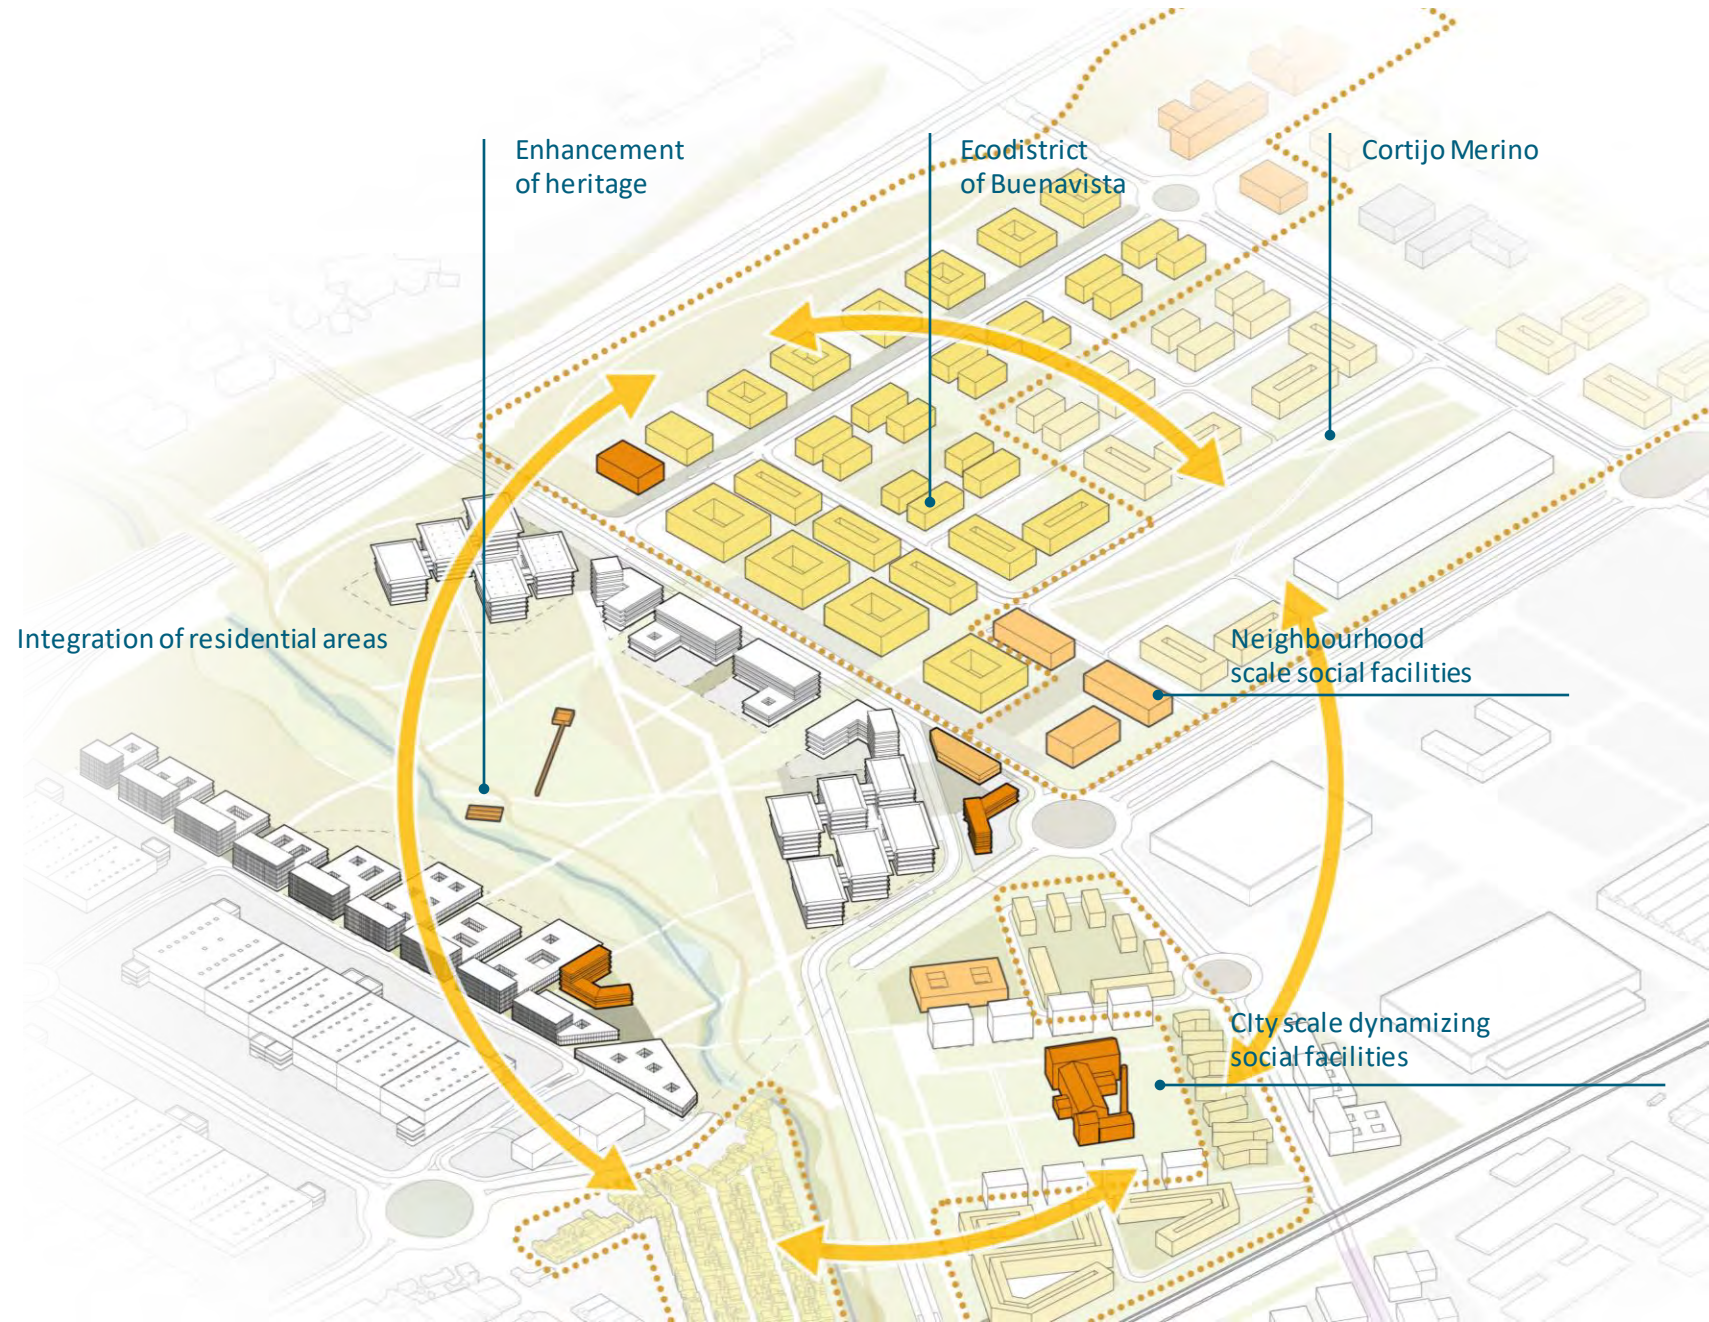 Enhancement
of heritage
Ecodistrict
of Buenavista
Cortijo Merino
Integration of residential areas
Neighbourhood
scale social facilities
CIty scale dynamizing
social facilities